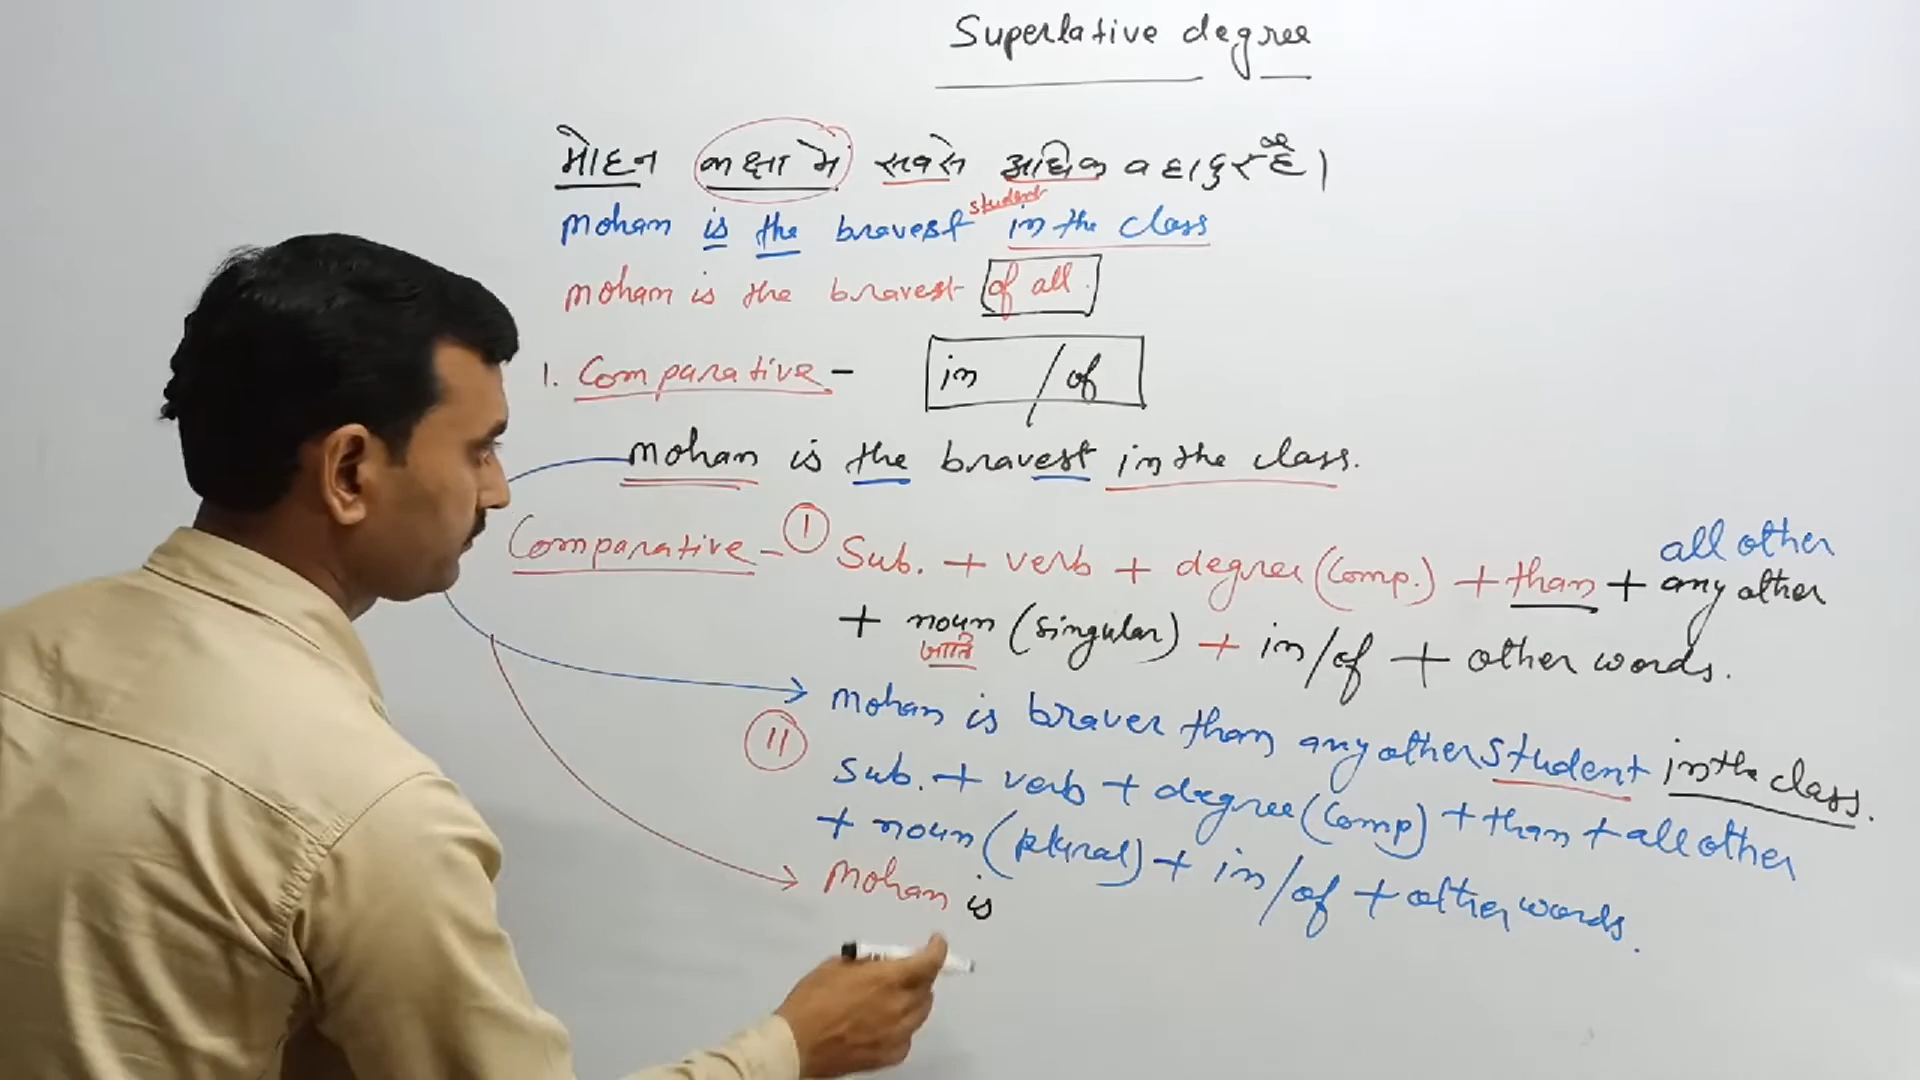 Superlative degree
मोहन कक्षा मे सबसे अधिक बहादुर है।
student
Mohan is the bravest in the class
Mohan is the bravest of all.
1. Comparative - in / of
Mohan is the bravest in the class.
all other
Comparative - I Sub. + verb + degree (Comp.) + than + any other
+ noun (singular) + in/of + other words.
जाति
Mohan is braver than any other student in the class.
II Sub. + verb + degree (Comp) + than + all other
+ noun (plural) + in/of + other words.
Mohan is